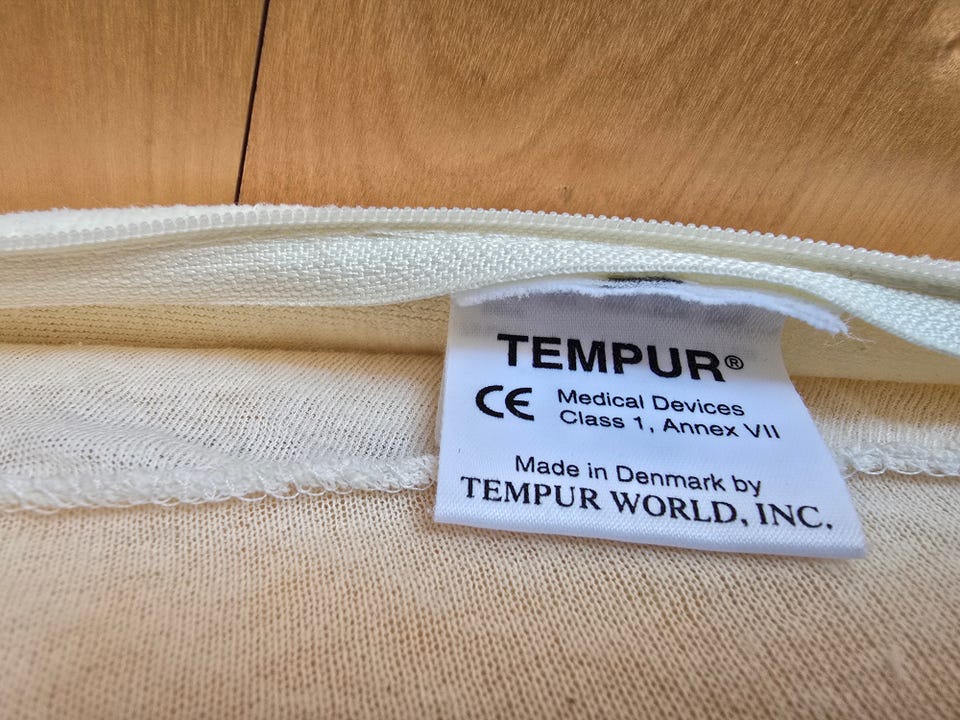 TEMPUR®
CE Medical Devices
Class 1, Annex VII
Made in Denmark by
TEMPUR WORLD, INC.